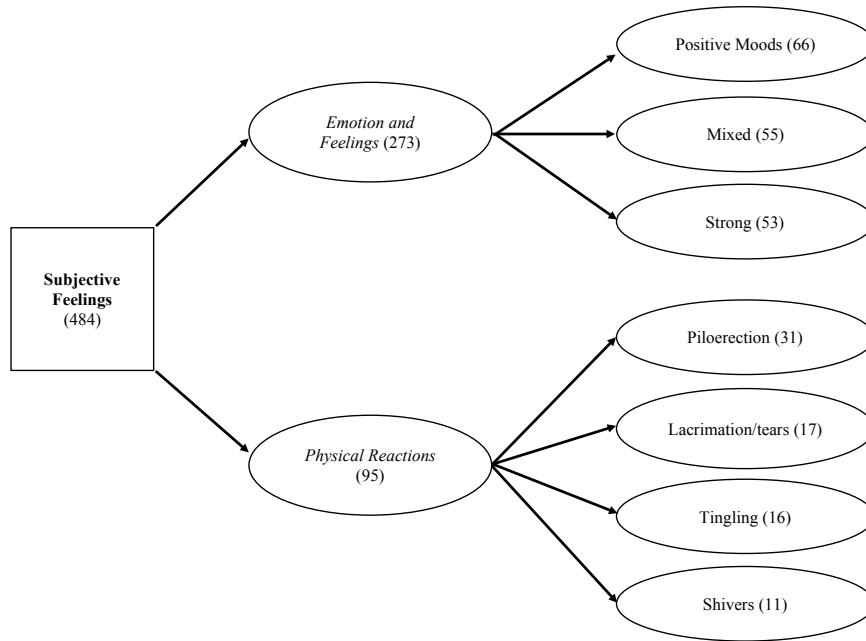 Subjective
Feelings
(484)
Emotion and
Feelings (273)
Positive Moods (66)
Mixed (55)
Strong (53)
Physical Reactions
(95)
Piloerection (31)
Lacrimation/tears (17)
Tingling (16)
Shivers (11)